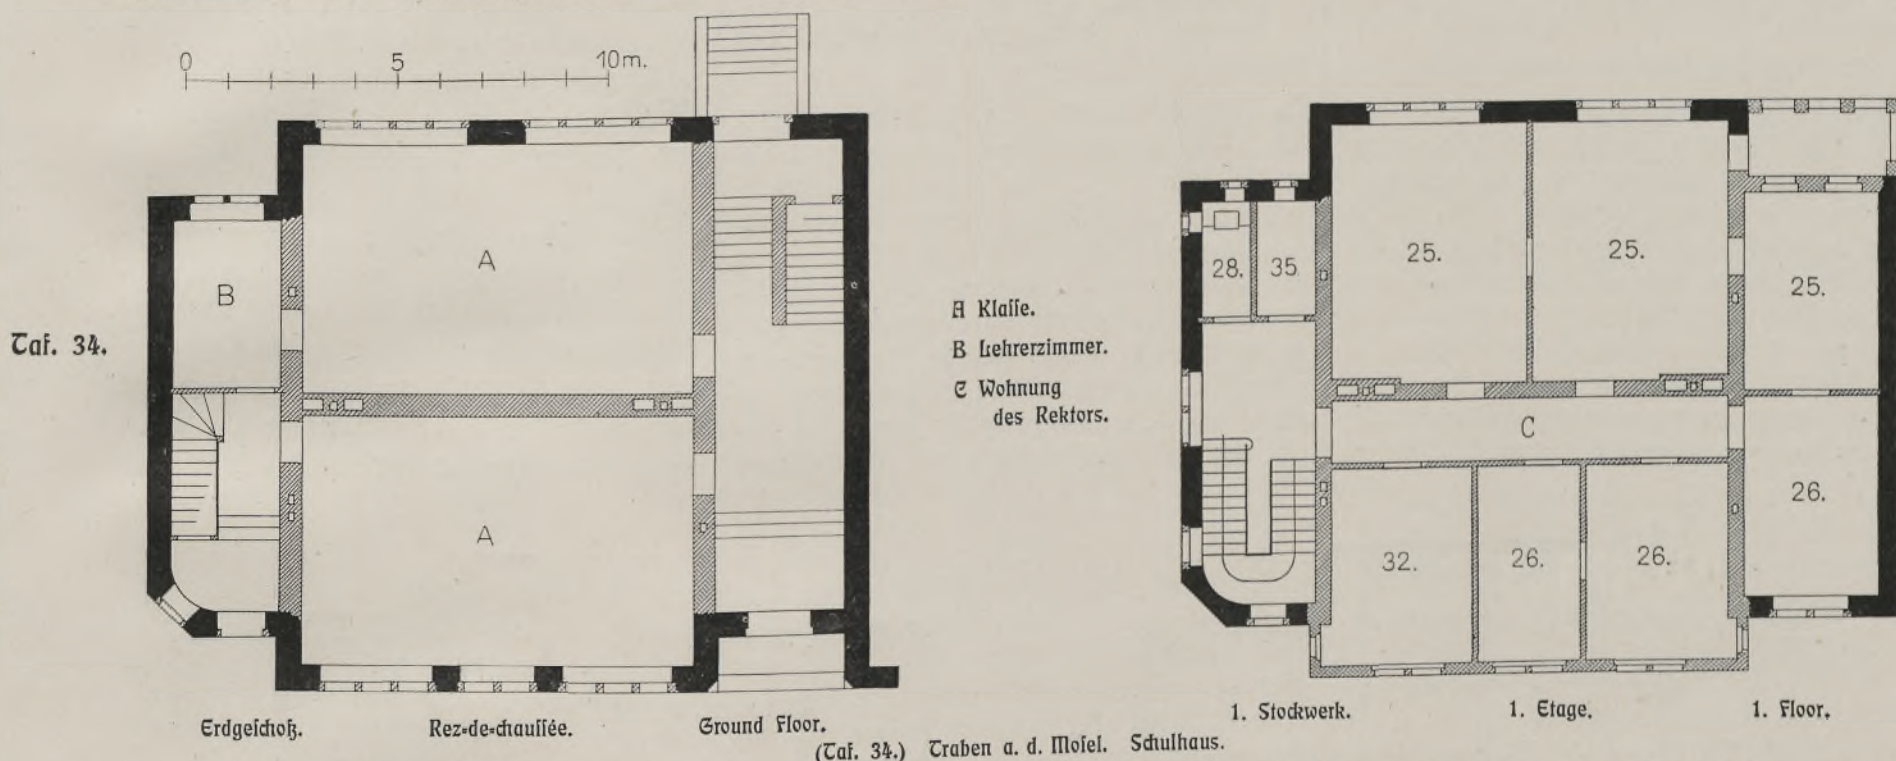 0 5 10 m.
A
B
A
Taf. 34.
A Klasse.
B Lehrerzimmer.
C Wohnung
des Rektors.
25. 25.
28. 35 25.
C
26.
32. 26. 26.
Erdgeschoß. Rez-de-chaussée. Ground Floor.
1. Stockwerk. 1. Etage. 1. Floor.
(Taf. 34.) Traben a. d. Mosel. Schulhaus.